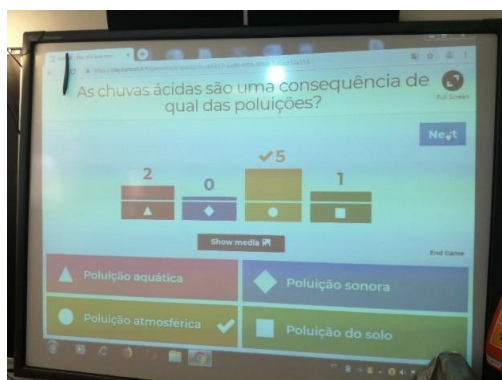 As chuvas ácidas são uma consequência de
qual das poluições?
Full Screen
Next
2
0
✔5
1
Show media
End Game
Poluição aquática
Poluição sonora
Poluição atmosférica
Poluição do solo